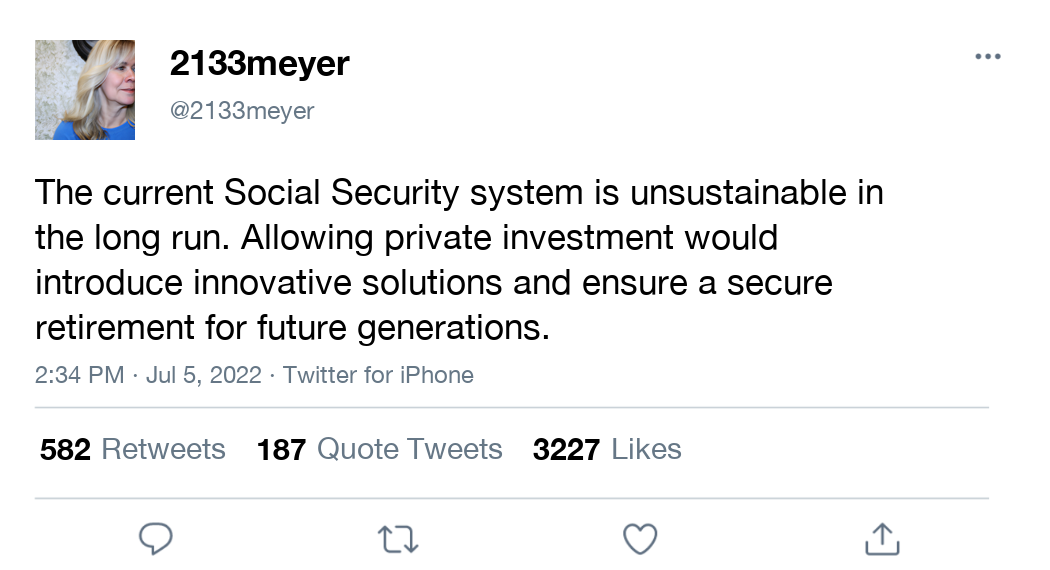 2133meyer
@2133meyer
The current Social Security system is unsustainable in
the long run. Allowing private investment would
introduce innovative solutions and ensure a secure
retirement for future generations.
2:34 PM · Jul 5, 2022 · Twitter for iPhone
582 Retweets 187 Quote Tweets 3227 Likes